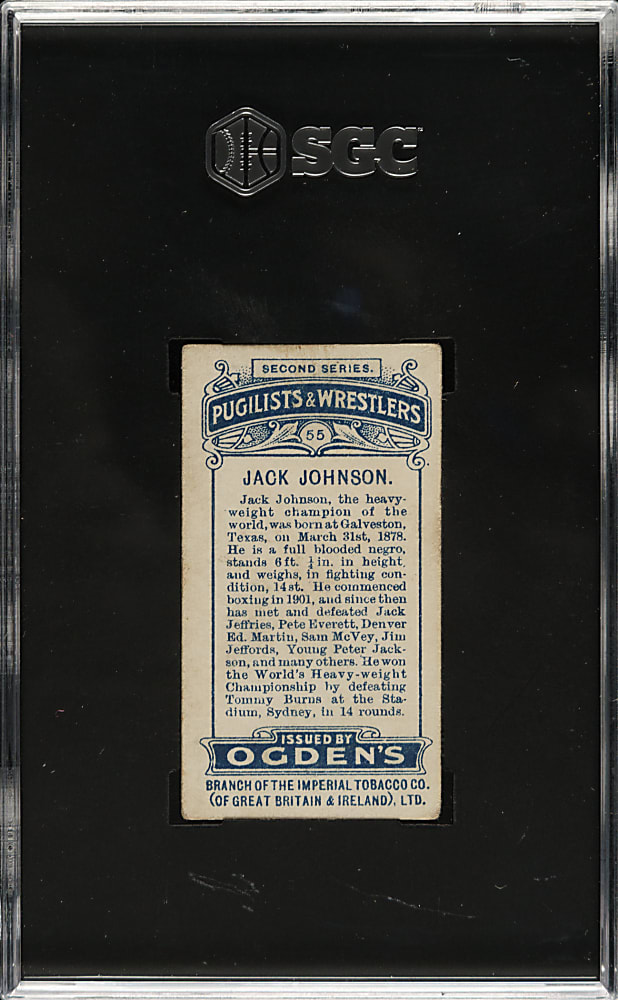 SGC
SECOND SERIES.
PUGILISTS & WRESTLERS
55
JACK JOHNSON.
Jack Johnson, the heavy-
weight champion of the
world, was born at Galveston,
Texas, on March 31st, 1878.
He is a full blooded negro,
stands 6 ft. ¼ in. in height
and weighs, in fighting con-
dition, 14 st. He commenced
boxing in 1901, and since then
has met and defeated Jack
Jeffries, Pete Everett, Denver
Ed. Martin, Sam McVey, Jim
Jeffords, Young Peter Jack-
son, and many others. He won
the World's Heavy-weight
Championship by defeating
Tommy Burns at the Sta-
dium, Sydney, in 14 rounds.
ISSUED BY
OGDEN'S
BRANCH OF THE IMPERIAL TOBACCO CO.
(OF GREAT BRITAIN & IRELAND), LTD.